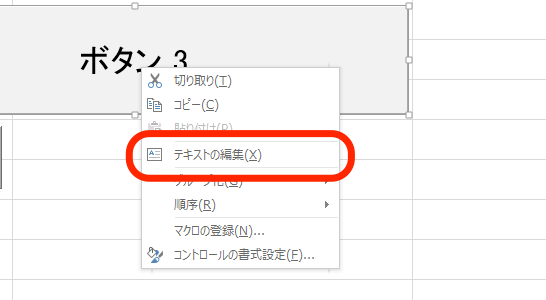 ボタン 3
切り取り(T)
コピー(C)
貼り付け(P)
テキストの編集(X)
グループ化(G)
順序(R)
マクロの登録(N)...
コントロールの書式設定(F)...